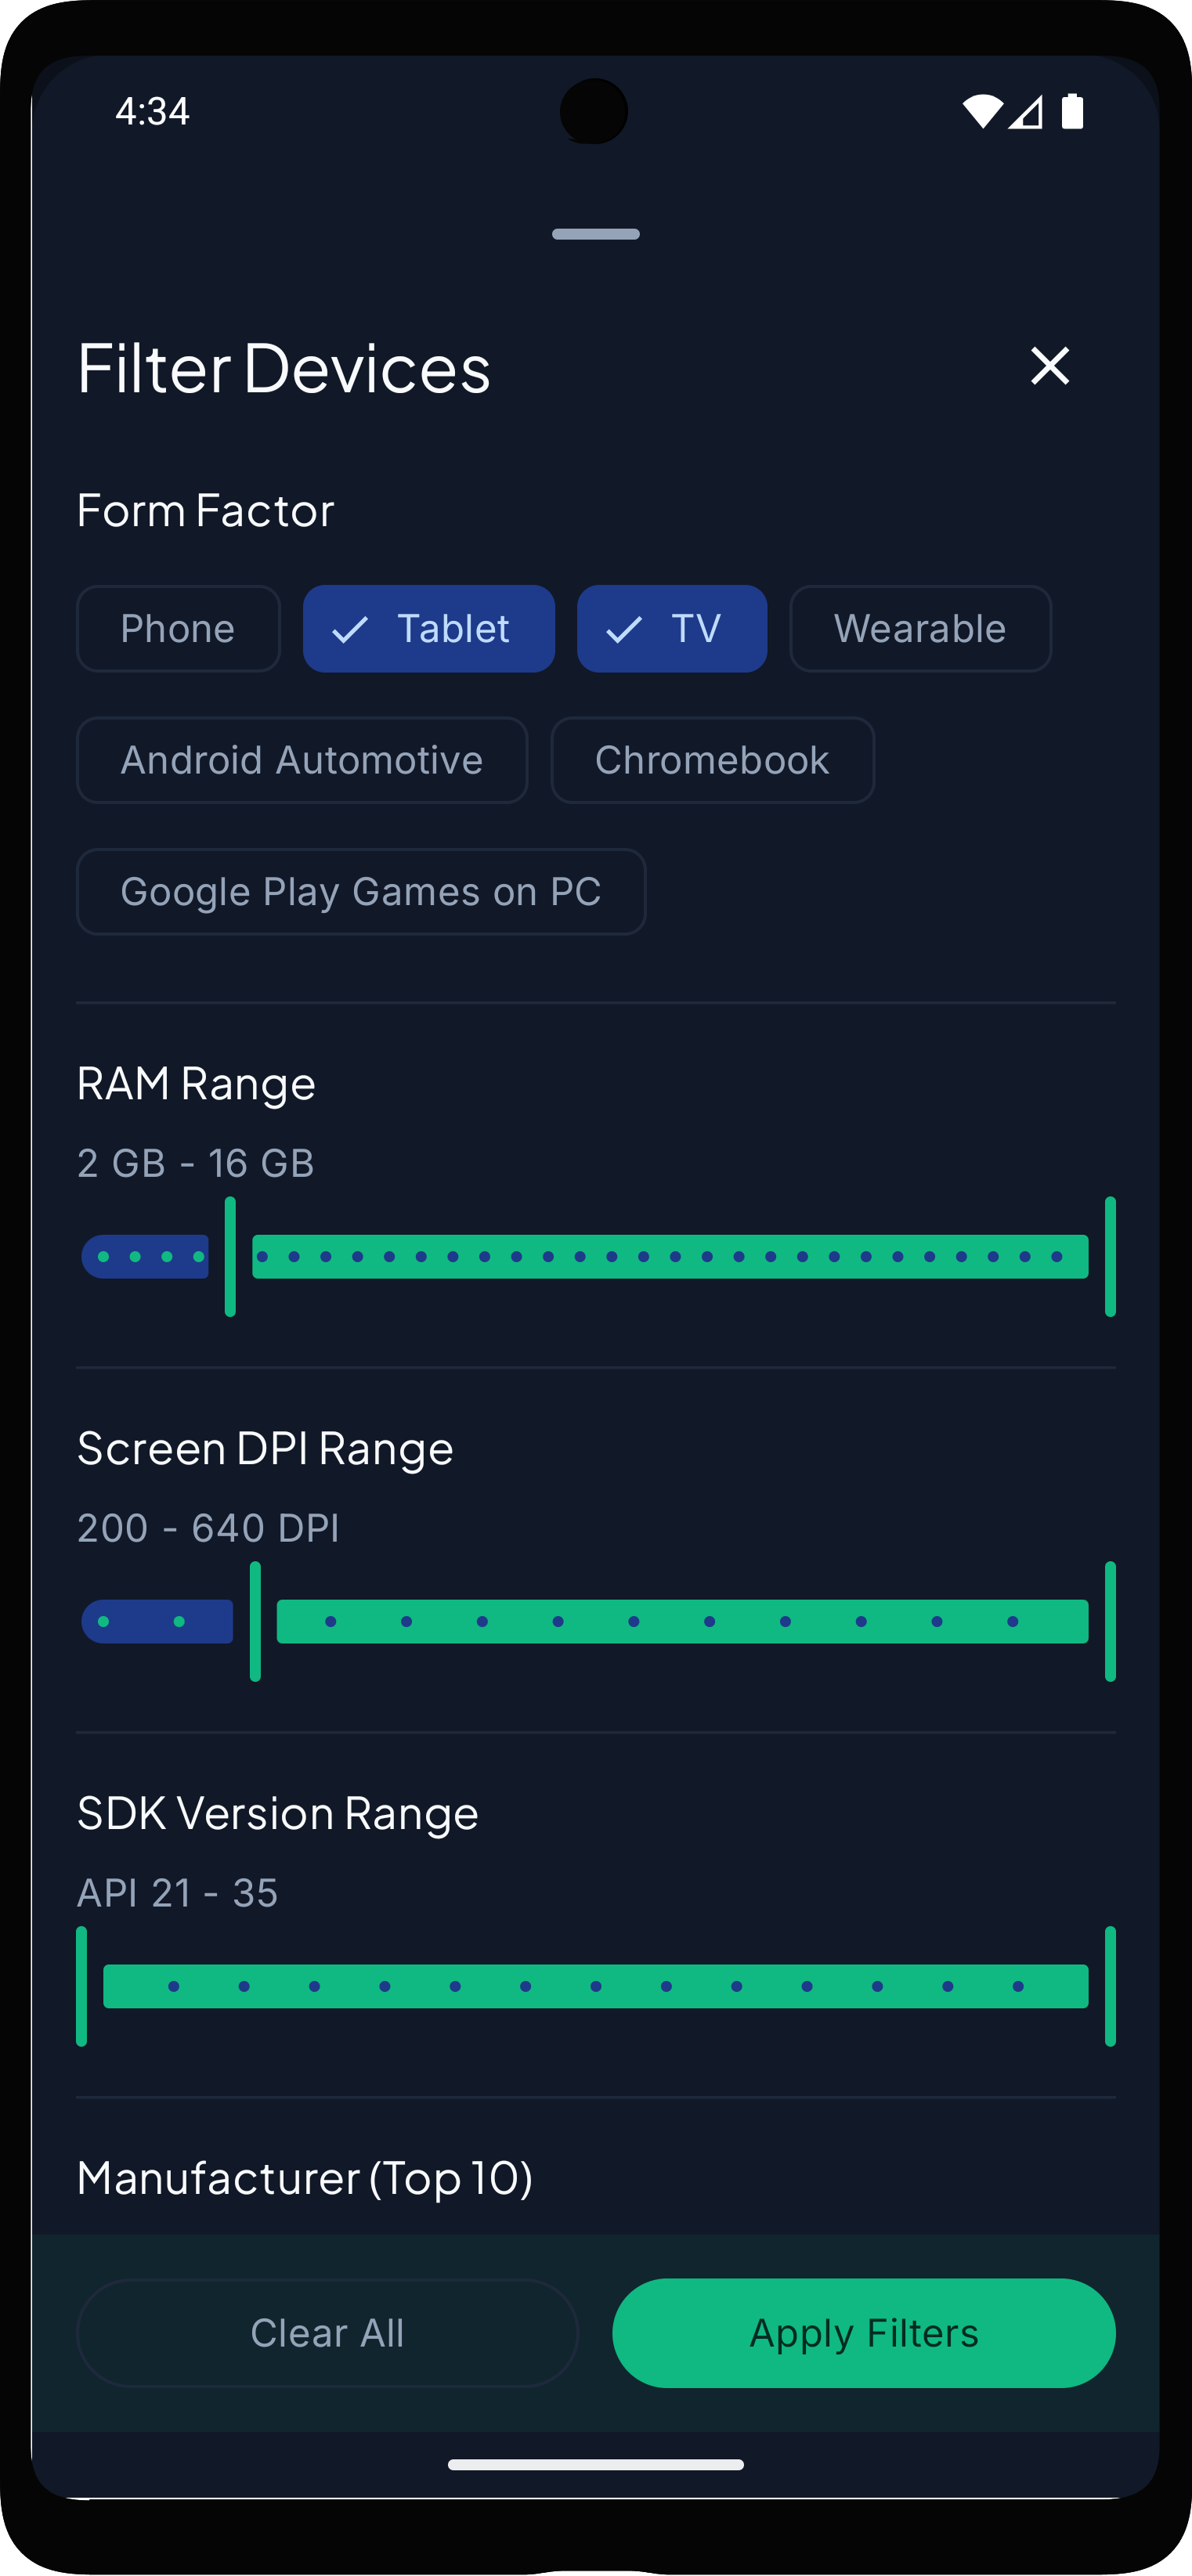 4:34
Filter Devices
Form Factor
Phone Tablet TV Wearable
Android Automotive Chromebook
Google Play Games on PC
RAM Range
2 GB - 16 GB
Screen DPI Range
200 - 640 DPI
SDK Version Range
API 21 - 35
Manufacturer (Top 10)
Clear All Apply Filters